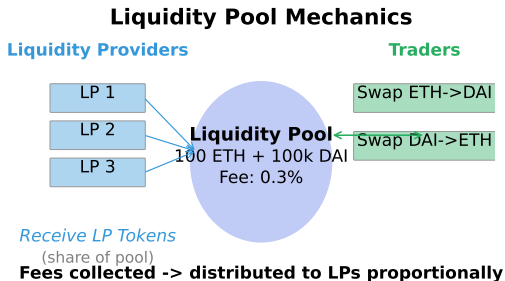 Liquidity Pool Mechanics
Liquidity Providers
Traders
LP 1
LP 2
LP 3
Liquidity Pool
100 ETH + 100k DAI
Fee: 0.3%
Swap ETH->DAI
Swap DAI->ETH
Receive LP Tokens
(share of pool)
Fees collected -> distributed to LPs proportionally